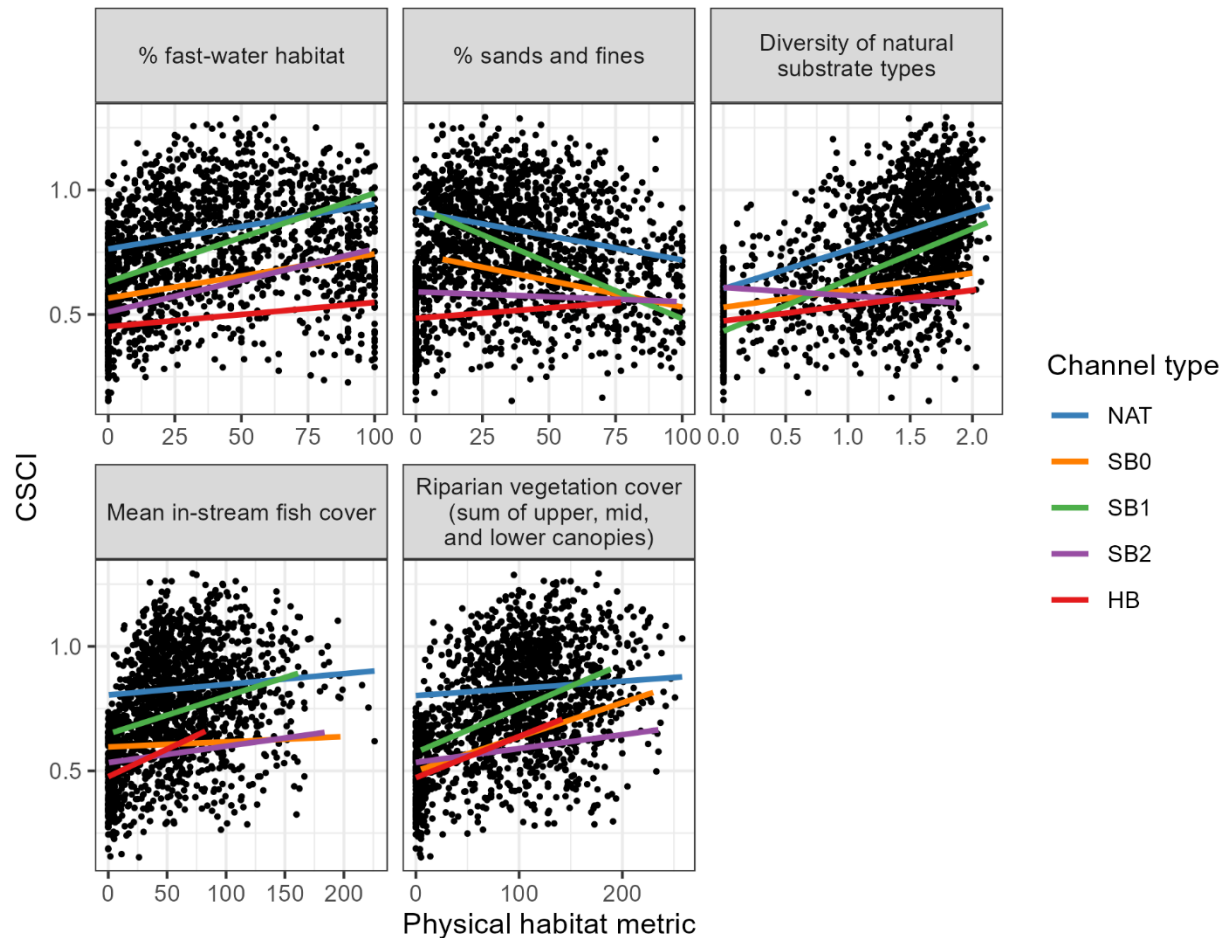 % fast-water habitat
% sands and fines
Diversity of natural
substrate types
1.0
0.5
0
25
50
75
100
0
25
50
75
100
0.0
0.5
1.0
1.5
2.0
CSCI
Mean in-stream fish cover
Riparian vegetation cover
(sum of upper, mid,
and lower canopies)
1.0
0.5
0
50
100
150
200
0
100
200
Physical habitat metric
Channel type
NAT
SB0
SB1
SB2
HB